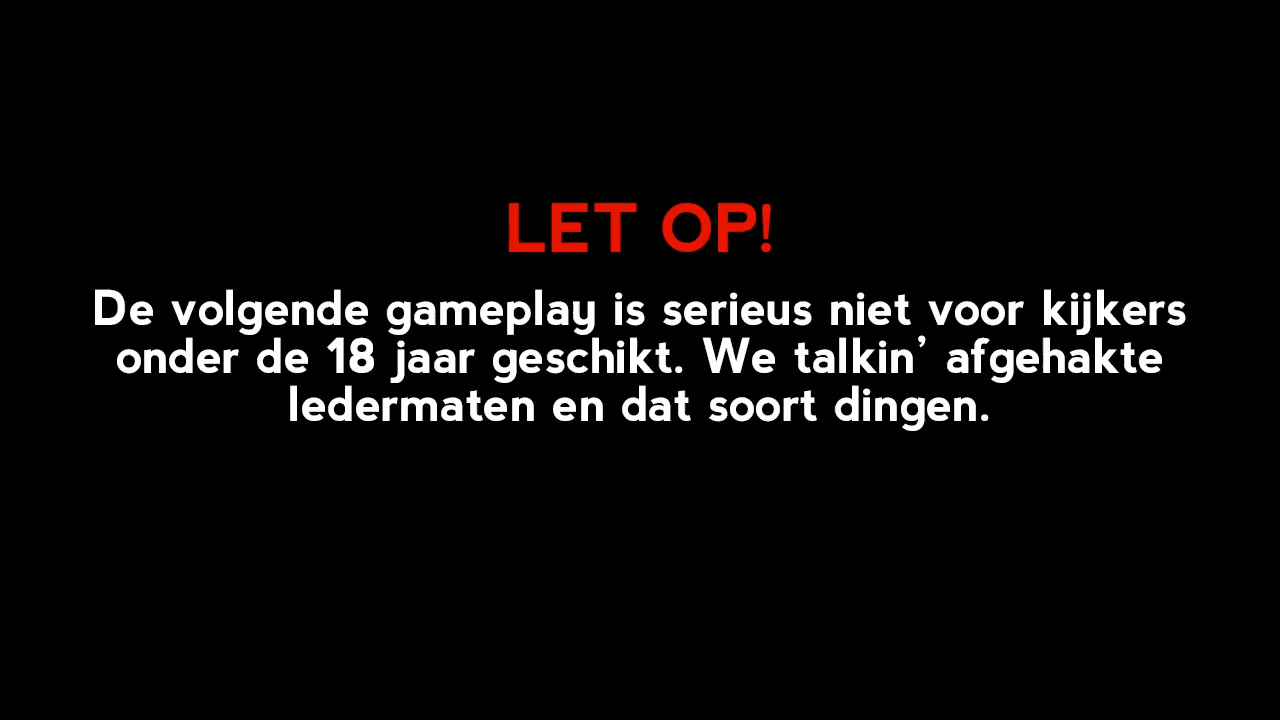 LET OP!
De volgende gameplay is serieus niet voor kijkers
onder de 18 jaar geschikt. We talkin’ afgehakte
ledermaten en dat soort dingen.